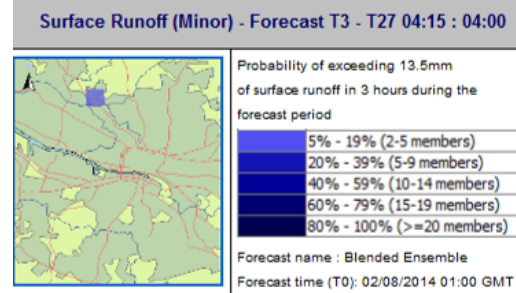 Surface Runoff (Minor) - Forecast T3 - T27 04:15 : 04:00
Probability of exceeding 13.5mm
of surface runoff in 3 hours during the
forecast period
5% - 19% (2-5 members)
20% - 39% (5-9 members)
40% - 59% (10-14 members)
60% - 79% (15-19 members)
80% - 100% (>=20 members)
Forecast name : Blended Ensemble
Forecast time (T0): 02/08/2014 01:00 GMT